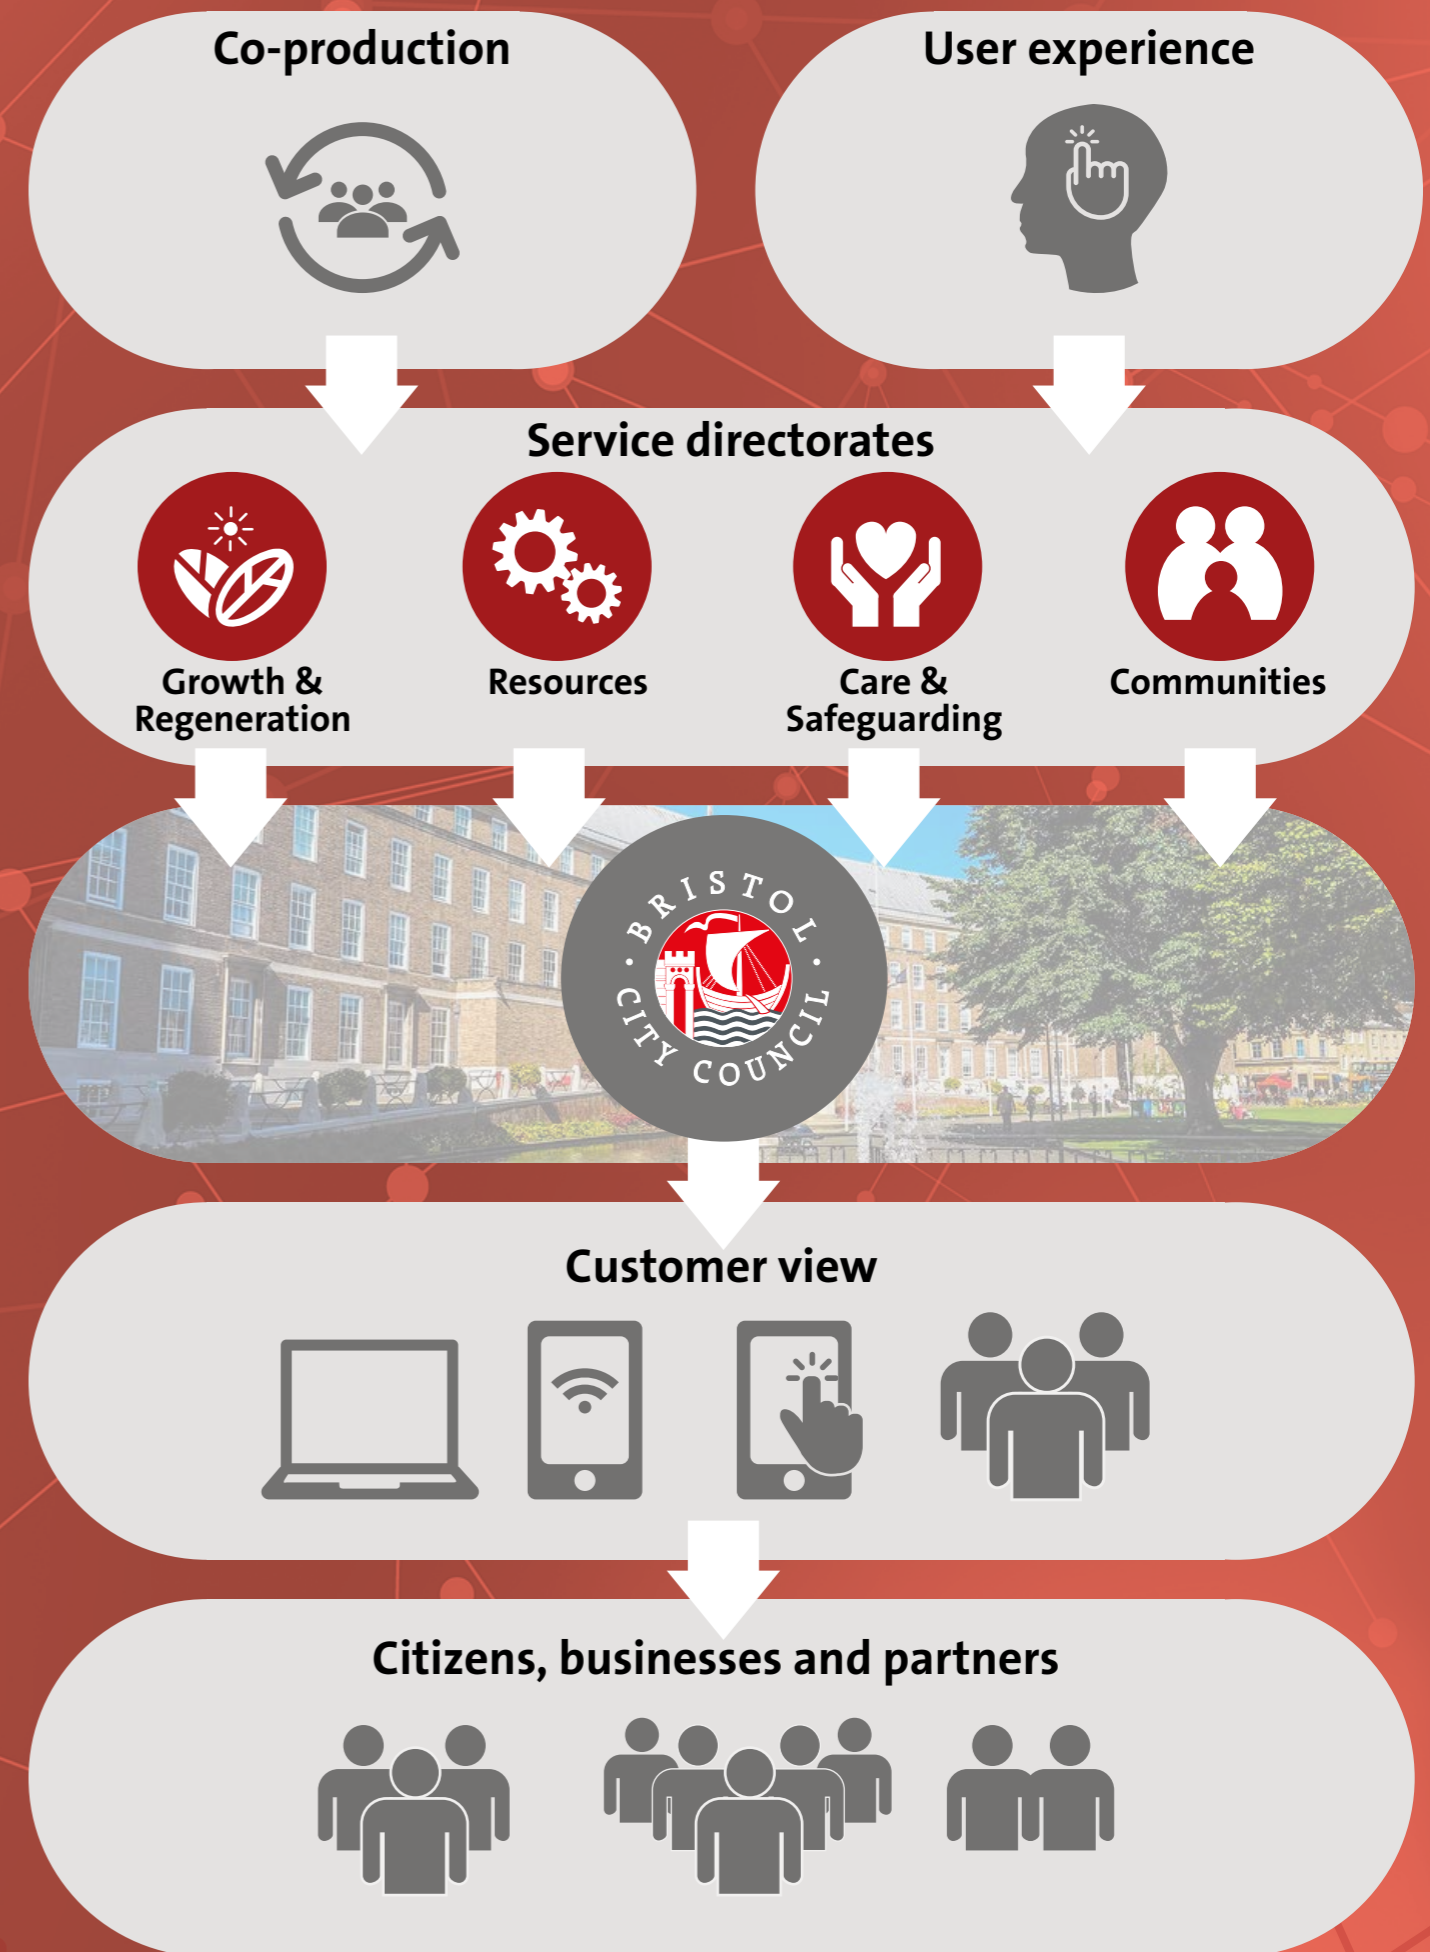 Co-production
User experience
Service directorates
Growth &
Regeneration
Resources
Care &
Safeguarding
Communities
· BRISTOL ·
CITY COUNCIL
Customer view
Citizens, businesses and partners